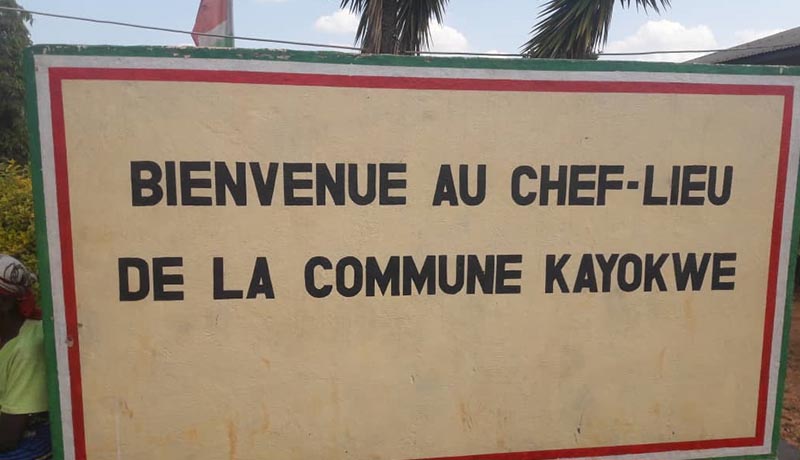 BIENVENUE AU CHEF-LIEU
DE LA COMMUNE KAYOKWE